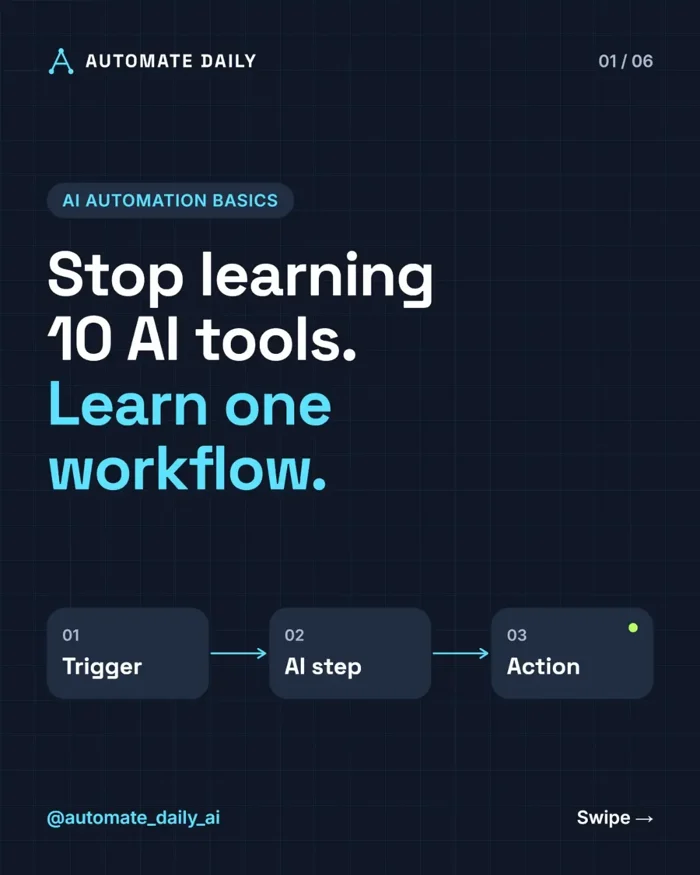 AUTOMATE DAILY
01 / 06
AI AUTOMATION BASICS
Stop learning
10 AI tools.
Learn one
workflow.
01
Trigger
02
AI step
03
Action
@automate_daily_ai
Swipe →